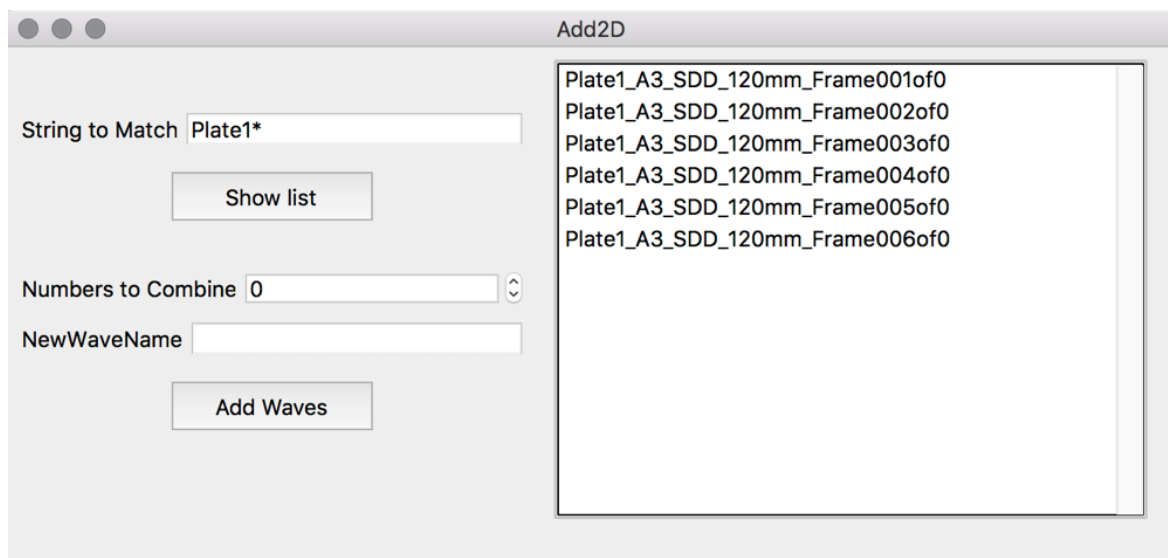 Add2D
String to Match Plate1*
Show list
Numbers to Combine 0
NewWaveName
Add Waves
Plate1_A3_SDD_120mm_Frame001of0
Plate1_A3_SDD_120mm_Frame002of0
Plate1_A3_SDD_120mm_Frame003of0
Plate1_A3_SDD_120mm_Frame004of0
Plate1_A3_SDD_120mm_Frame005of0
Plate1_A3_SDD_120mm_Frame006of0